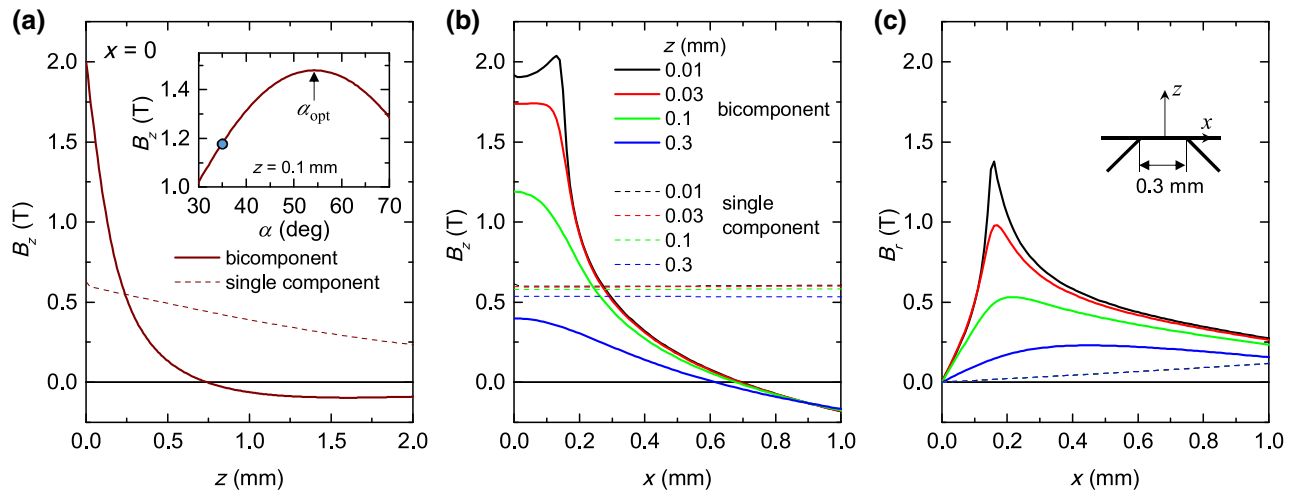 (a)
x = 0
2.0
1.5
1.0
0.5
0.0
B_z (T)
0.0 0.5 1.0 1.5 2.0
z (mm)
1.4
1.2
1.0
B_z (T)
α_opt
z = 0.1 mm
30 40 50 60 70
α (deg)
bicomponent
single component
(b)
2.0
1.5
1.0
0.5
0.0
B_z (T)
0.0 0.2 0.4 0.6 0.8 1.0
x (mm)
z (mm)
0.01
0.03
bicomponent
0.1
0.3
0.01
0.03
single
component
0.1
0.3
(c)
2.0
1.5
1.0
0.5
0.0
B_r (T)
0.0 0.2 0.4 0.6 0.8 1.0
x (mm)
z
x
0.3 mm